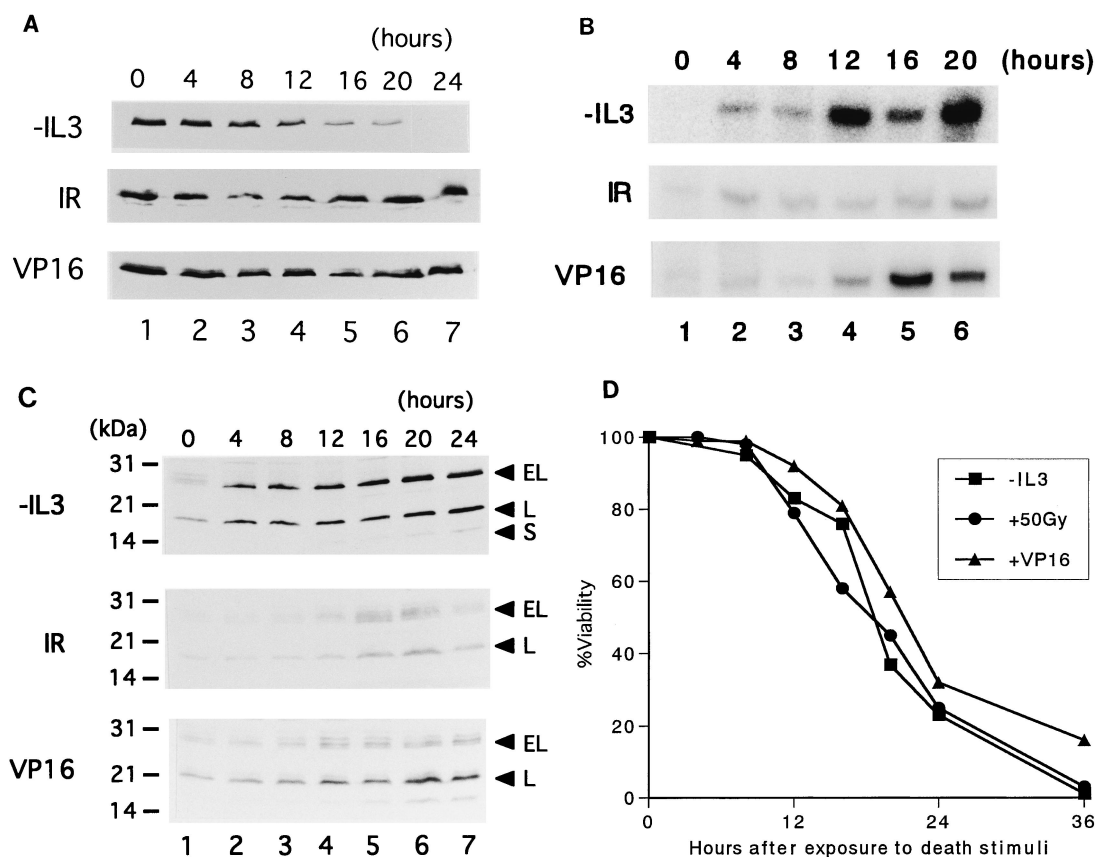 A
(hours)
0 4 8 12 16 20 24
-IL3
IR
VP16
1 2 3 4 5 6 7
B
0 4 8 12 16 20 (hours)
-IL3
IR
VP16
1 2 3 4 5 6
C
(hours)
(kDa) 0 4 8 12 16 20 24
31
EL
-IL3
21
L
S
14
31
EL
IR
21
L
14
31
EL
VP16
21
L
14
1 2 3 4 5 6 7
D
100
80
60
40
20
0
%Viability
-IL3
+50Gy
+VP16
0 12 24 36
Hours after exposure to death stimuli